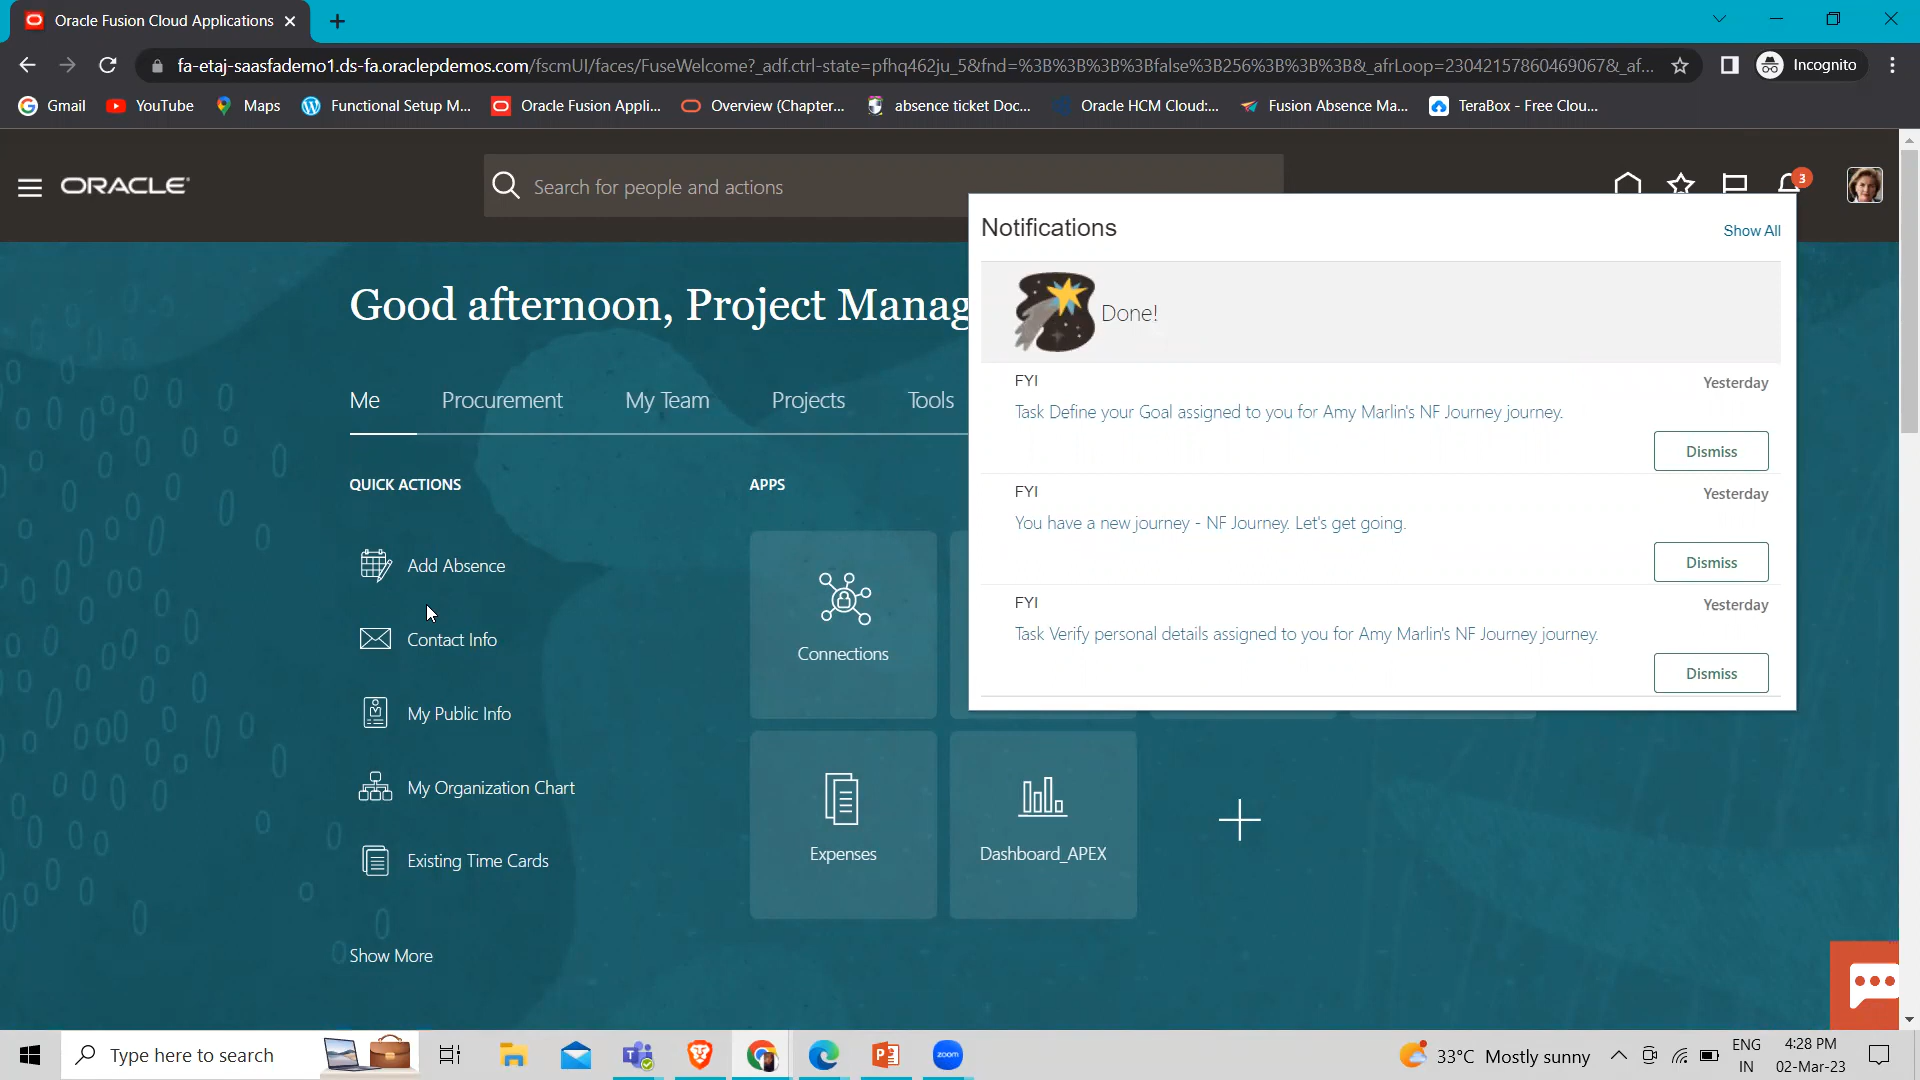 Oracle Fusion Cloud Applications
fa-etaj-saasfademo1.ds-fa.oraclepdemos.com/fscmUI/faces/FuseWelcome?_adf.ctrl-state=pfhq462ju_5&fnd=%3B%3B%3B%3Bfalse%3B256%3B%3B%3B&_afrLoop=23042157860469067&_af...
Incognito
Gmail YouTube Maps Functional Setup M... Oracle Fusion Appli... Overview (Chapter... absence ticket Doc... Oracle HCM Cloud:... Fusion Absence Ma... TeraBox - Free Clou...
ORACLE
Search for people and actions
3
Notifications
Show All
Done!
FYI
Yesterday
Task Define your Goal assigned to you for Amy Marlin's NF Journey journey.
Dismiss
FYI
Yesterday
You have a new journey - NF Journey. Let's get going.
Dismiss
FYI
Yesterday
Task Verify personal details assigned to you for Amy Marlin's NF Journey journey.
Dismiss
Good afternoon, Project Manag
Me Procurement My Team Projects Tools
QUICK ACTIONS
Add Absence
Contact Info
My Public Info
My Organization Chart
Existing Time Cards
Show More
APPS
Connections
Expenses
Dashboard_APEX
Type here to search
zoom
33°C Mostly sunny
ENG
IN
4:28 PM
02-Mar-23